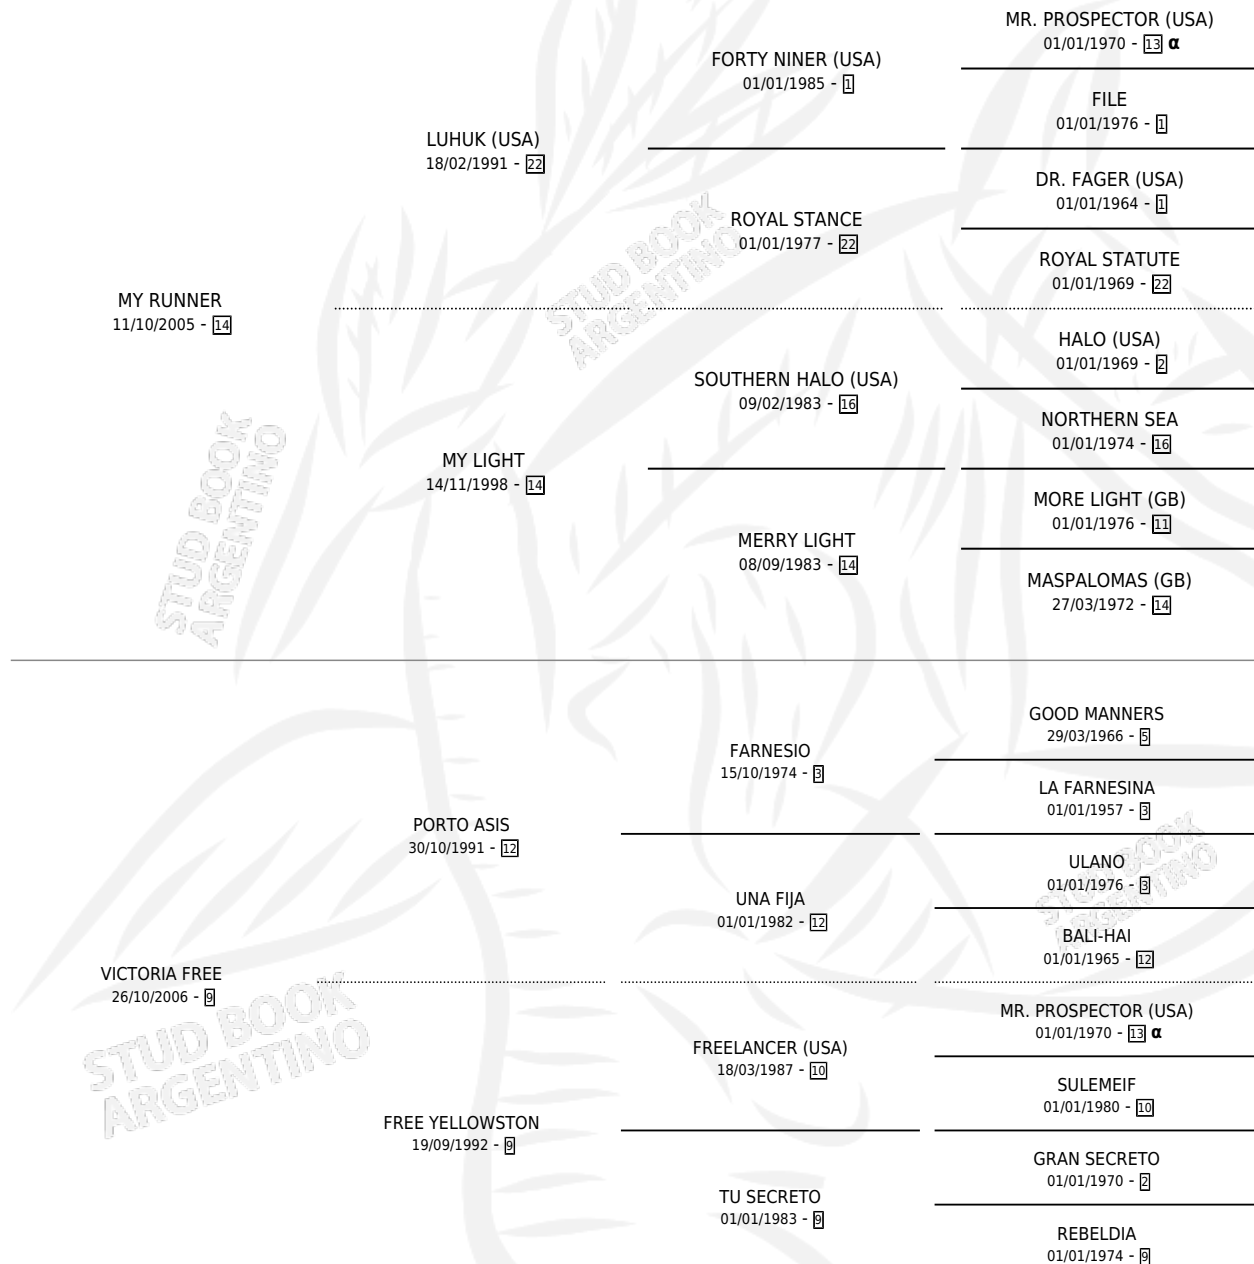 MR. PROSPECTOR (USA)
01/01/1970 - 13 α
FORTY NINER (USA)
01/01/1985 - 1
FILE
01/01/1976 - 1
LUHUK (USA)
18/02/1991 - 22
DR. FAGER (USA)
01/01/1964 - 1
ROYAL STANCE
01/01/1977 - 22
ROYAL STATUTE
01/01/1969 - 22
MY RUNNER
11/10/2005 - 14
HALO (USA)
01/01/1969 - 2
SOUTHERN HALO (USA)
09/02/1983 - 16
NORTHERN SEA
01/01/1974 - 16
MY LIGHT
14/11/1998 - 14
MORE LIGHT (GB)
01/01/1976 - 11
MERRY LIGHT
08/09/1983 - 14
MASPALOMAS (GB)
27/03/1972 - 14
GOOD MANNERS
29/03/1966 - 5
FARNESIO
15/10/1974 - 3
LA FARNESINA
01/01/1957 - 3
PORTO ASIS
30/10/1991 - 12
ULANO
01/01/1976 - 3
UNA FIJA
01/01/1982 - 12
BALI-HAI
01/01/1965 - 12
VICTORIA FREE
26/10/2006 - 9
MR. PROSPECTOR (USA)
01/01/1970 - 13 α
FREELANCER (USA)
18/03/1987 - 10
SULEMEIF
01/01/1980 - 10
FREE YELLOWSTON
19/09/1992 - 9
GRAN SECRETO
01/01/1970 - 2
TU SECRETO
01/01/1983 - 9
REBELDIA
01/01/1974 - 9
STUD BOOK
ARGENTINO
STUD BOOK
ARGENTINO
STUD BOOK
ARGENTINO
STUD BOOK
ARGENTINO